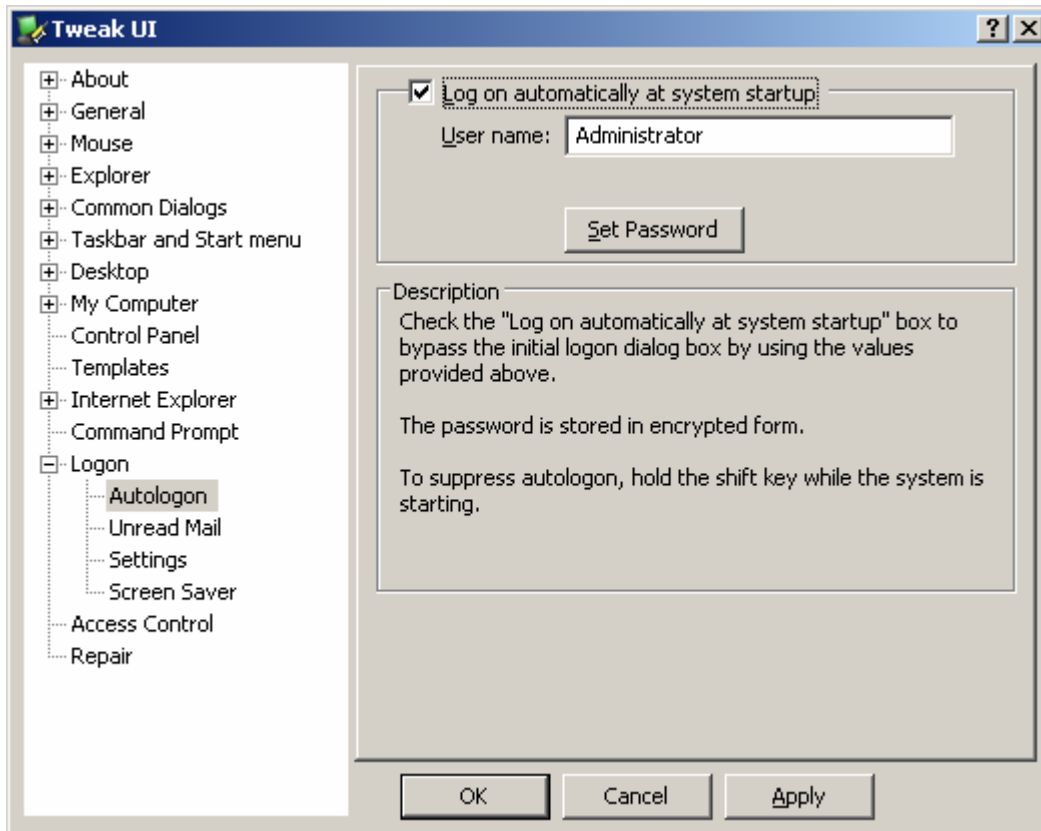 Tweak UI
About
General
Mouse
Explorer
Common Dialogs
Taskbar and Start menu
Desktop
My Computer
Control Panel
Templates
Internet Explorer
Command Prompt
Logon
Autologon
Unread Mail
Settings
Screen Saver
Access Control
Repair
Log on automatically at system startup
User name: Administrator
Set Password
Description
Check the "Log on automatically at system startup" box to
bypass the initial logon dialog box by using the values
provided above.
The password is stored in encrypted form.
To suppress autologon, hold the shift key while the system is
starting.
OK Cancel Apply